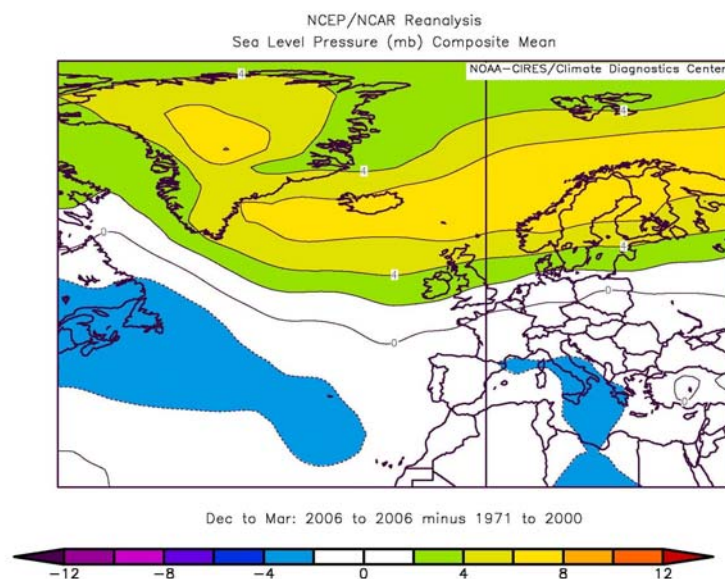 NCEP/NCAR Reanalysis
Sea Level Pressure (mb) Composite Mean
NOAA-CIRES/Climate Diagnostics Center
4
4
4
0
4
4
0
0
0
Dec to Mar: 2006 to 2006 minus 1971 to 2000
-12 -8 -4 0 4 8 12